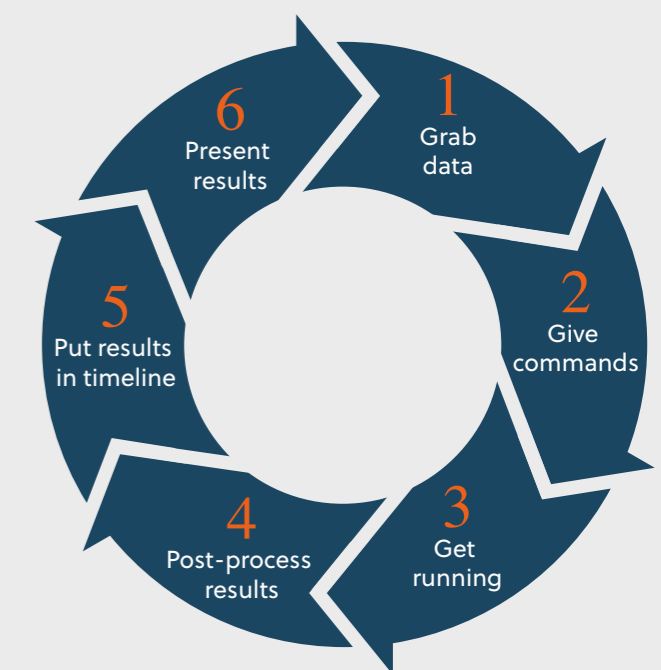 1
Grab
data
2
Give
commands
3
Get
running
4
Post-process
results
5
Put results
in timeline
6
Present
results